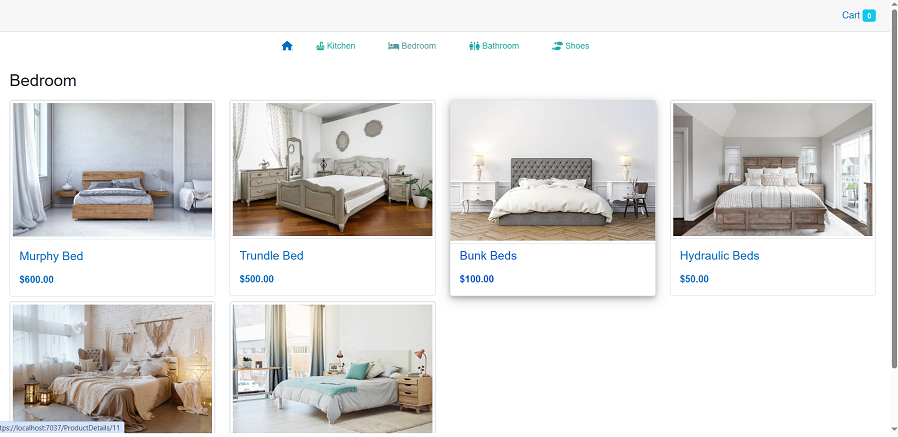 Cart 0
Kitchen Bedroom Bathroom Shoes
Bedroom
Murphy Bed Trundle Bed Bunk Beds Hydraulic Beds
$600.00 $500.00 $100.00 $50.00
tps://localhost:7037/ProductDetails/11